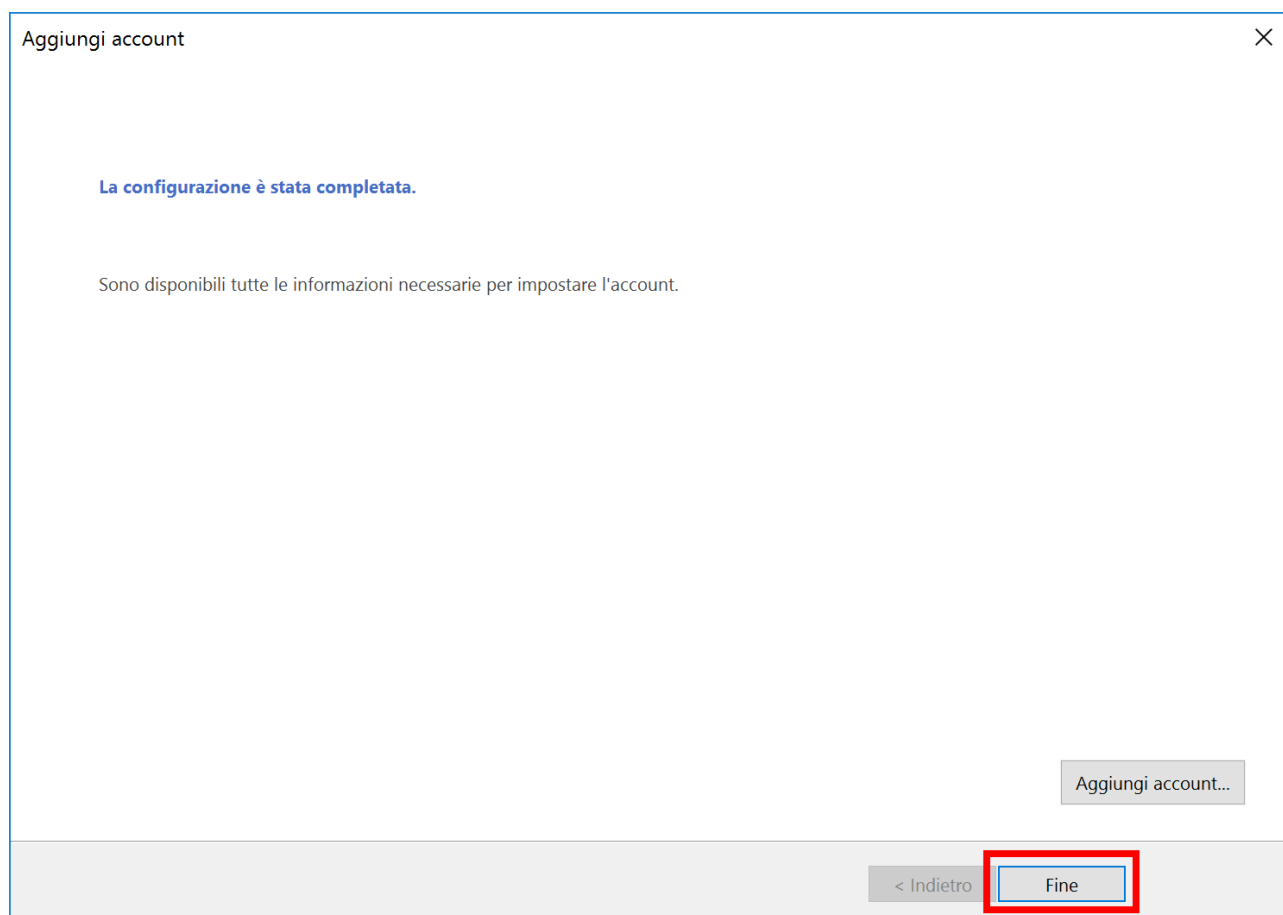 Aggiungi account
La configurazione è stata completata.
Sono disponibili tutte le informazioni necessarie per impostare l'account.
Aggiungi account...
< Indietro
Fine